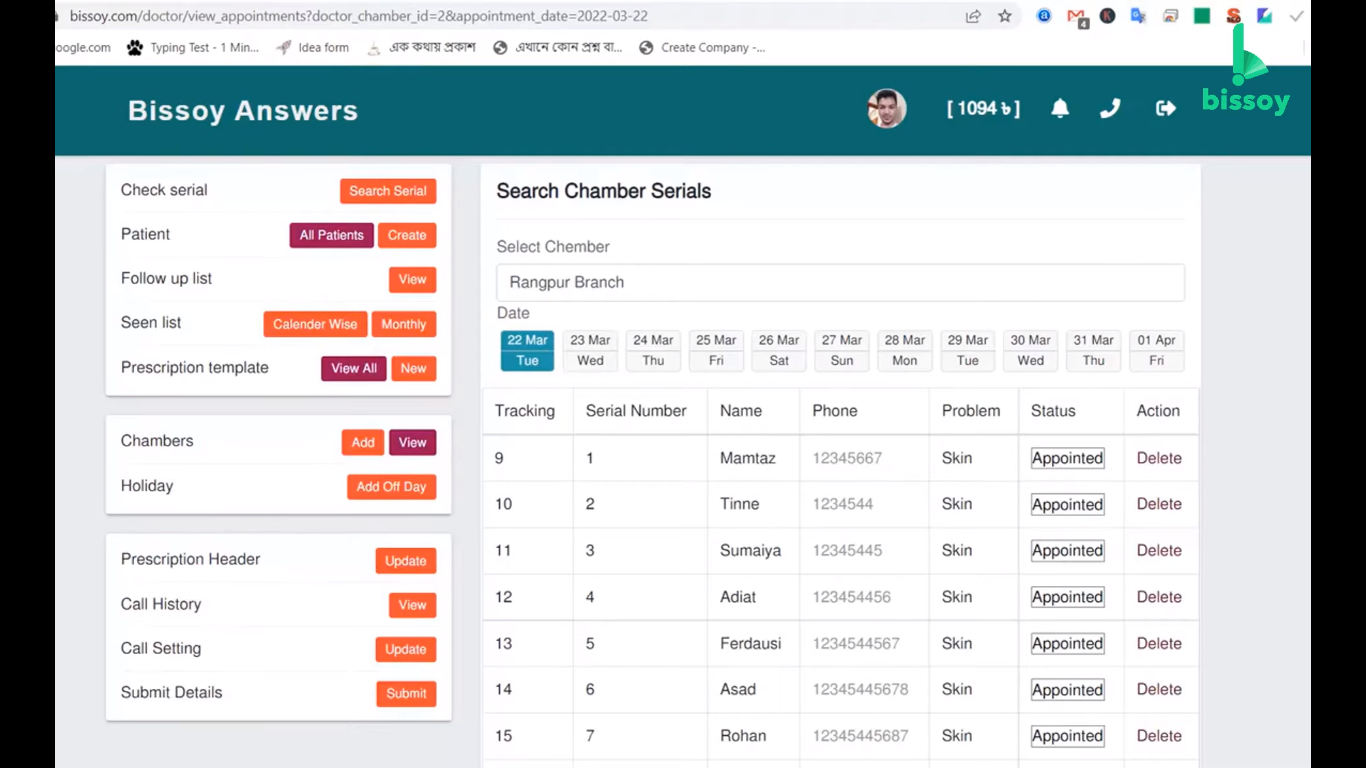 bissoy.com/doctor/view_appointments?doctor_chamber_id=2&appointment_date=2022-03-22
4
oogle.com Typing Test - 1 Min... Idea form এক কথায় প্রকাশ এখানে কোন প্রশ্ন বা... Create Company -...
bissoy
Bissoy Answers [ 1094 ৳ ]
Check serial Search Serial
Patient All Patients Create
Follow up list View
Seen list Calender Wise Monthly
Prescription template View All New
Chambers Add View
Holiday Add Off Day
Prescription Header Update
Call History View
Call Setting Update
Submit Details Submit
Search Chamber Serials
Select Chember
Rangpur Branch
Date
22 Mar 23 Mar 24 Mar 25 Mar 26 Mar 27 Mar 28 Mar 29 Mar 30 Mar 31 Mar 01 Apr
Tue Wed Thu Fri Sat Sun Mon Tue Wed Thu Fri
Tracking Serial Number Name Phone Problem Status Action
9 1 Mamtaz 12345667 Skin Appointed Delete
10 2 Tinne 1234544 Skin Appointed Delete
11 3 Sumaiya 12345445 Skin Appointed Delete
12 4 Adiat 123454456 Skin Appointed Delete
13 5 Ferdausi 1234544567 Skin Appointed Delete
14 6 Asad 12345445678 Skin Appointed Delete
15 7 Rohan 12345445687 Skin Appointed Delete